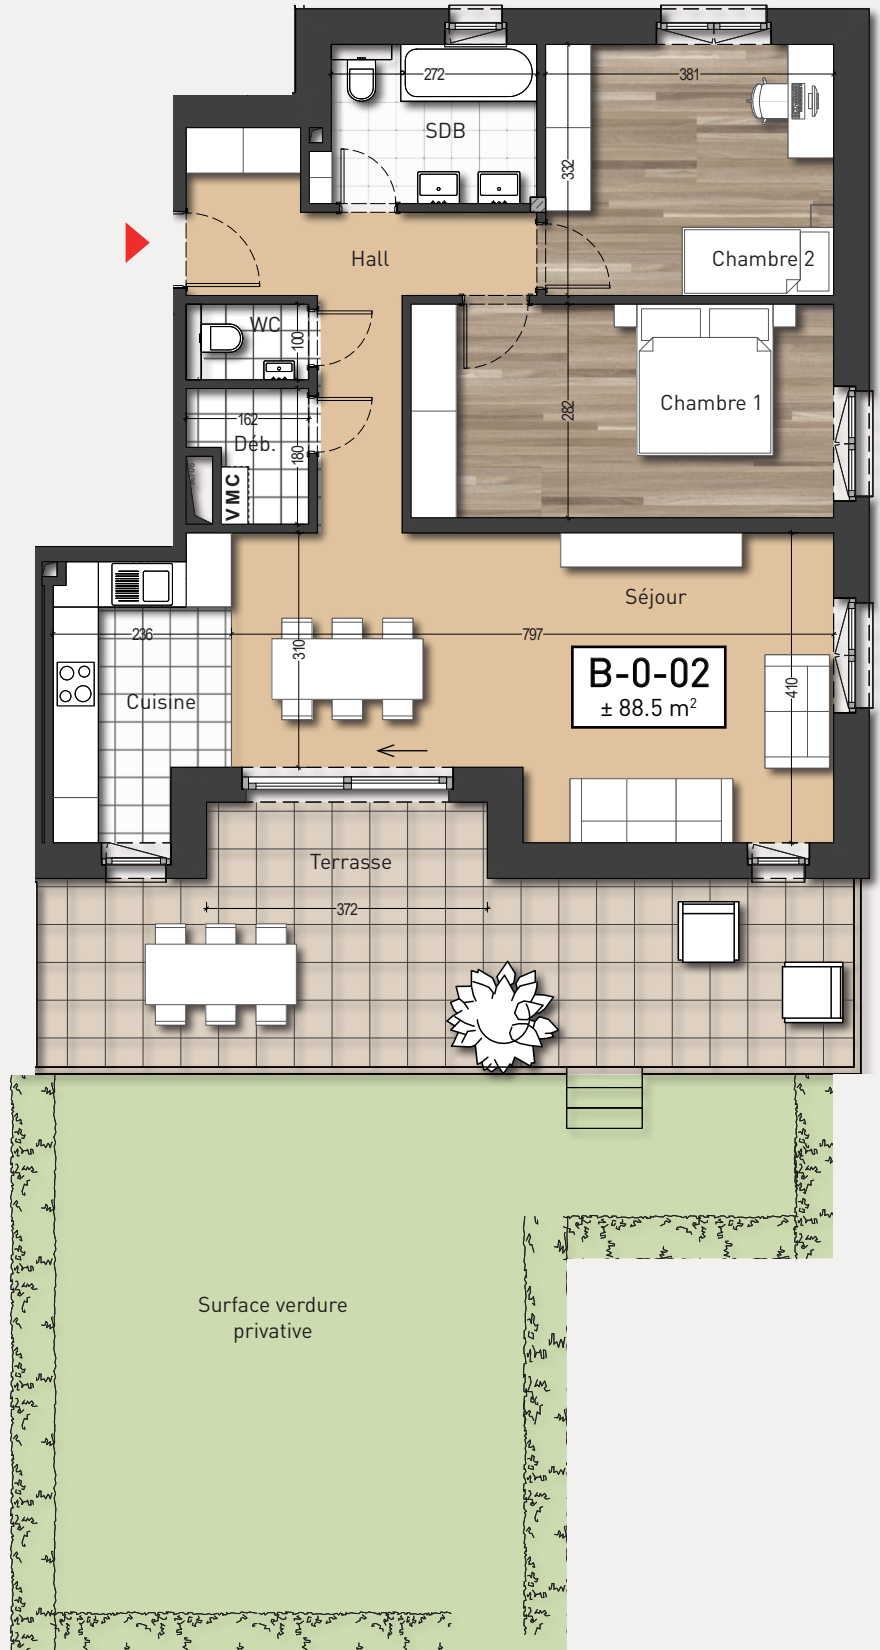 272
381
SDB
332
Hall
Chambre 2
WC
100
Chambre 1
282
162
Déb.
180
VMC
Séjour
236
797
310
B-0-02
± 88.5 m²
410
Cuisine
Terrasse
372
Surface verdure
privative